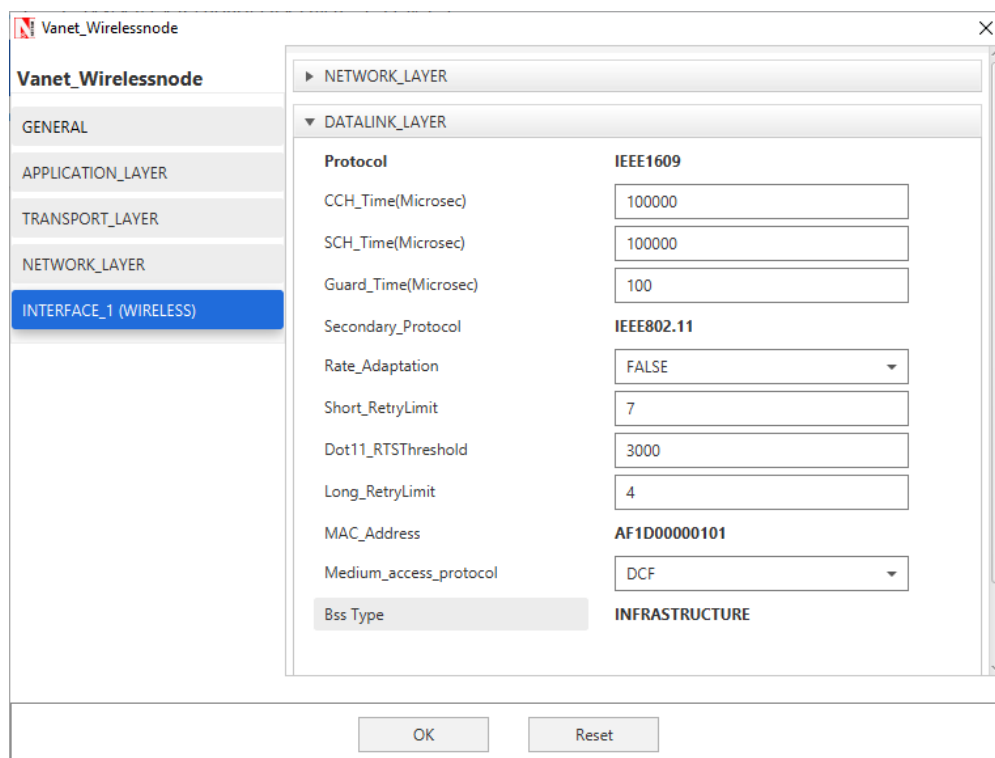 Vanet_Wirelessnode
Vanet_Wirelessnode
GENERAL
APPLICATION_LAYER
TRANSPORT_LAYER
NETWORK_LAYER
INTERFACE_1 (WIRELESS)
NETWORK_LAYER
DATALINK_LAYER
Protocol IEEE1609
CCH_Time(Microsec) 100000
SCH_Time(Microsec) 100000
Guard_Time(Microsec) 100
Secondary_Protocol IEEE802.11
Rate_Adaptation FALSE
Short_RetryLimit 7
Dot11_RTSThreshold 3000
Long_RetryLimit 4
MAC_Address AF1D00000101
Medium_access_protocol DCF
Bss Type INFRASTRUCTURE
OK Reset